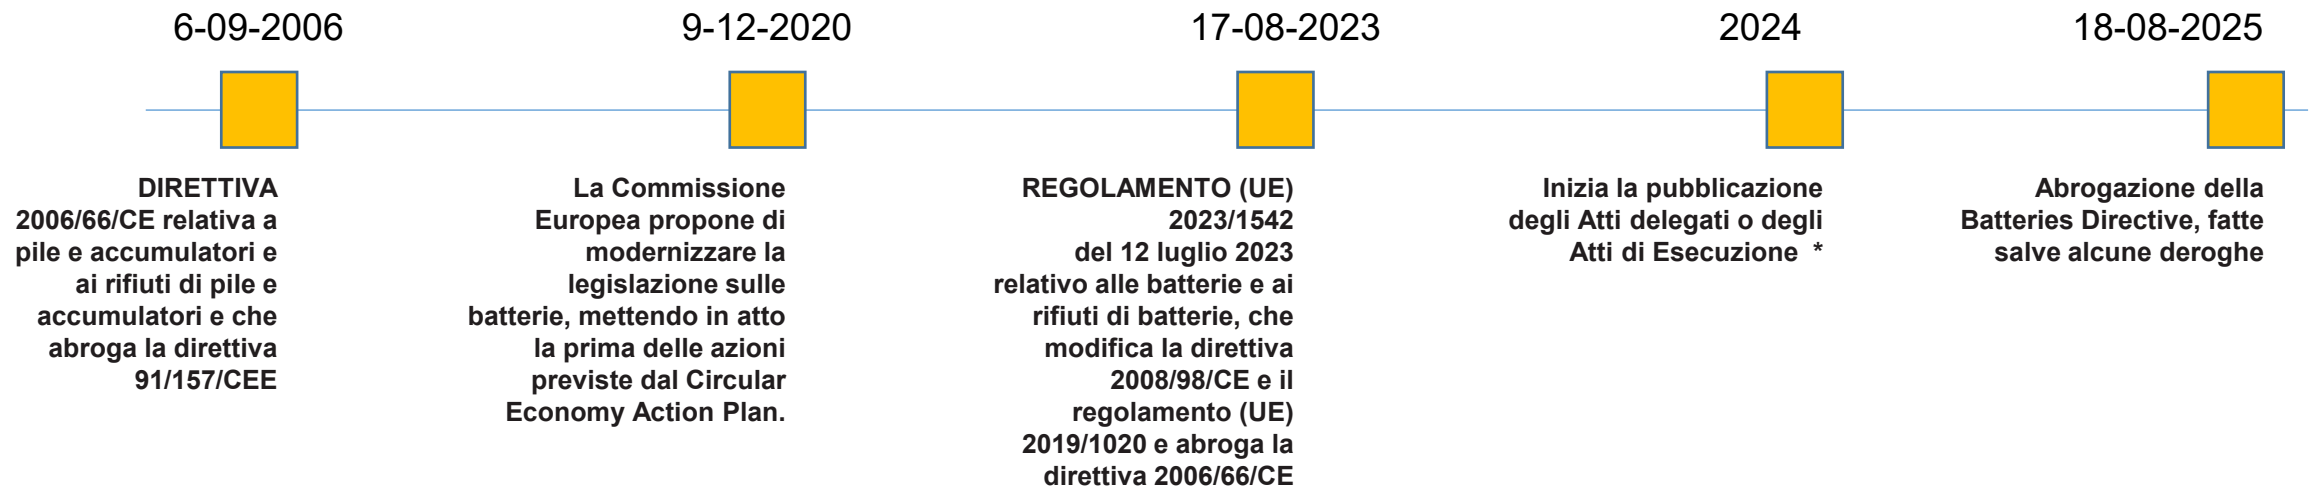 6-09-2006
9-12-2020
17-08-2023
2024
18-08-2025
DIRETTIVA
2006/66/CE relativa a
pile e accumulatori e
ai rifiuti di pile e
accumulatori e che
abroga la direttiva
91/157/CEE
La Commissione
Europea propone di
modernizzare la
legislazione sulle
batterie, mettendo in atto
la prima delle azioni
previste dal Circular
Economy Action Plan.
REGOLAMENTO (UE)
2023/1542
del 12 luglio 2023
relativo alle batterie e ai
rifiuti di batterie, che
modifica la direttiva
2008/98/CE e il
regolamento (UE)
2019/1020 e abroga la
direttiva 2006/66/CE
Inizia la pubblicazione
degli Atti delegati o degli
Atti di Esecuzione *
Abrogazione della
Batteries Directive, fatte
salve alcune deroghe